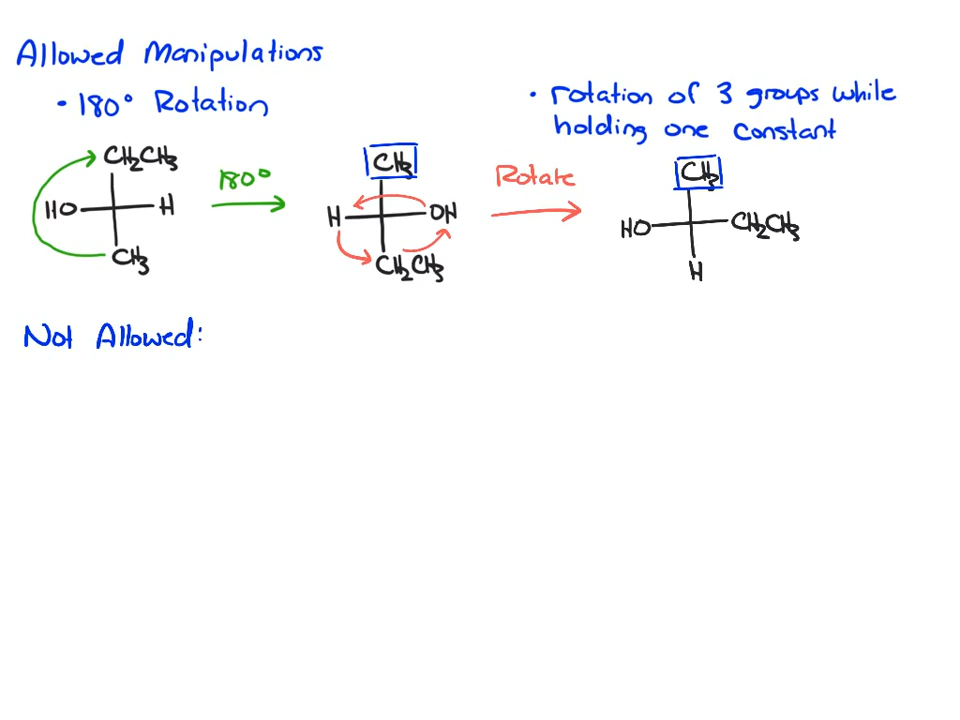 Allowed Manipulations
• 180° Rotation
• rotation of 3 groups while
holding one constant
CH2CH3
HO
H
CH3
180°
CH3
H
OH
CH2CH3
Rotate
CH3
HO
CH2CH3
H
Not Allowed: